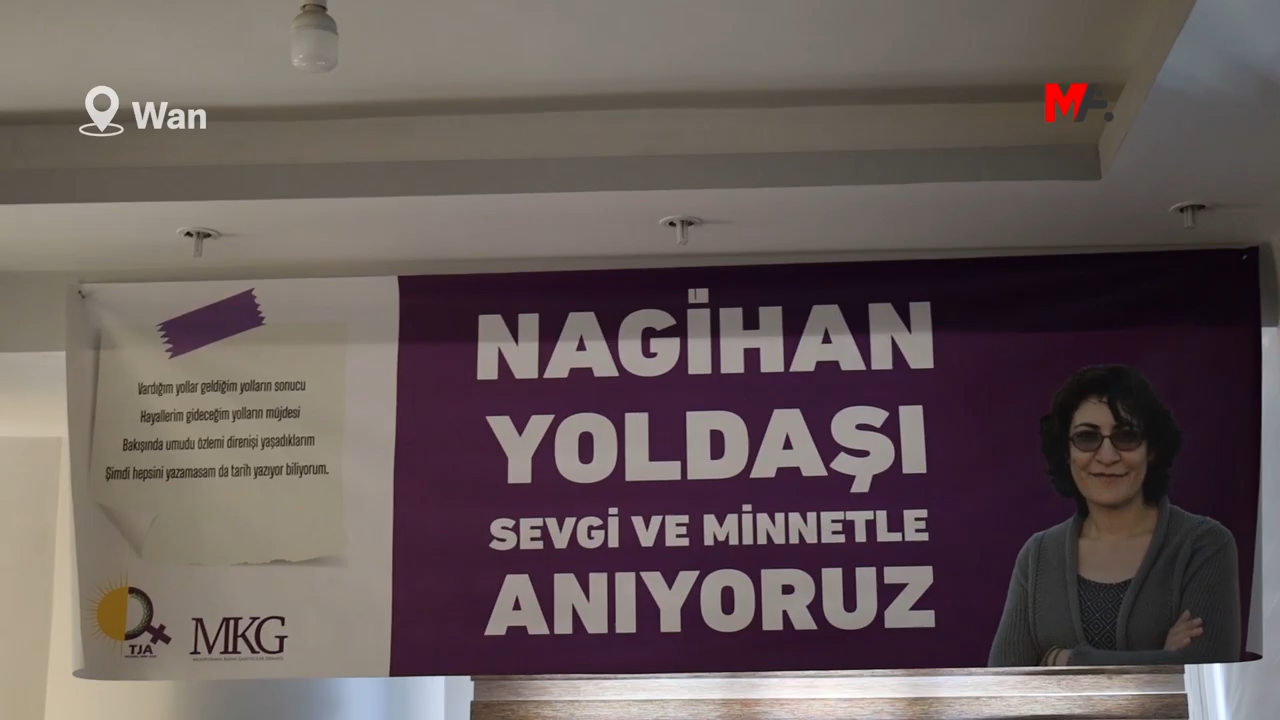 Wan
MA.
Vardığım yollar geldiğim yolların sonucu
Hayallerim gideceğim yolların müjdesi
Bakışında umudu özlemi direnişi yaşadıklarım
Şimdi hepsini yazamasam da tarih yazıyor biliyorum.
TJA
MKG
NAGİHAN
YOLDAŞI
SEVGİ VE MİNNETLE
ANIYORUZ